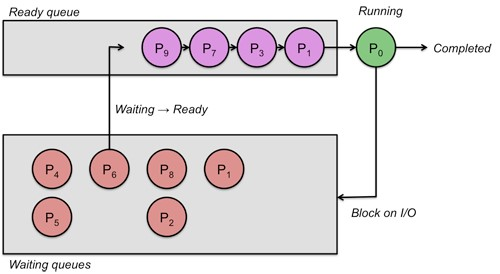 Ready queue
Running
P9 P7 P3 P1 P0 Completed
Waiting → Ready
P4 P6 P8 P1
P5 P2
Block on I/O
Waiting queues